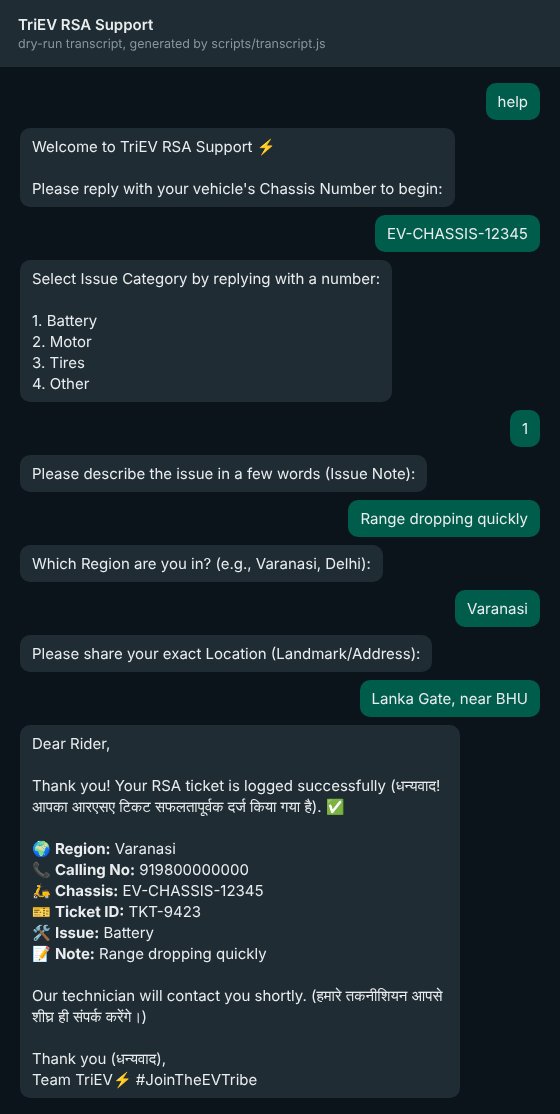 TriEV RSA Support
dry-run transcript, generated by scripts/transcript.js
help
Welcome to TriEV RSA Support ⚡
Please reply with your vehicle's Chassis Number to begin:
EV-CHASSIS-12345
Select Issue Category by replying with a number:
1. Battery
2. Motor
3. Tires
4. Other
1
Please describe the issue in a few words (Issue Note):
Range dropping quickly
Which Region are you in? (e.g., Varanasi, Delhi):
Varanasi
Please share your exact Location (Landmark/Address):
Lanka Gate, near BHU
Dear Rider,
Thank you! Your RSA ticket is logged successfully (धन्यवाद!
आपका आरएसए टिकट सफलतापूर्वक दर्ज किया गया है). ✅
🌍 Region: Varanasi
📞 Calling No: 919800000000
🛵 Chassis: EV-CHASSIS-12345
🎫 Ticket ID: TKT-9423
🛠️ Issue: Battery
📝 Note: Range dropping quickly
Our technician will contact you shortly. (हमारे तकनीशियन आपसे
शीघ्र ही संपर्क करेंगे।)
Thank you (धन्यवाद),
Team TriEV⚡ #JoinTheEVTribe